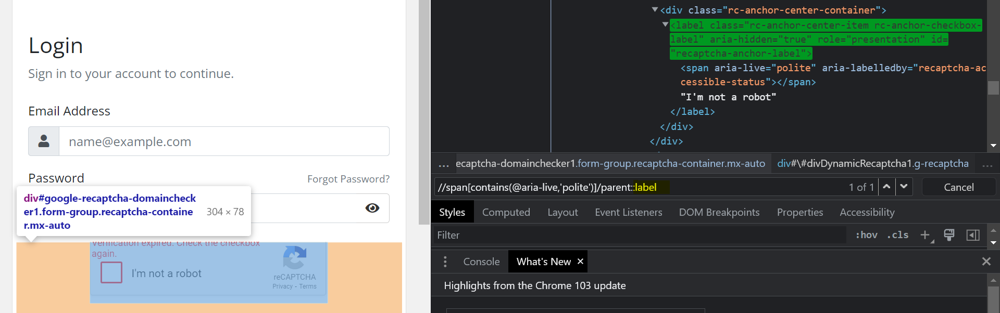 Login
Sign in to your account to continue.
Email Address
name@example.com
Password
Forgot Password?
div#google-recaptcha-domaincheck
er1.form-group.recaptcha-containe
r.mx-auto
304 × 78
Verification expired. Check the checkbox
again.
I'm not a robot
reCAPTCHA
Privacy - Terms
<div class="rc-anchor-center-container">
<label class="rc-anchor-center-item rc-anchor-checkbox-
label" aria-hidden="true" role="presentation" id=
"recaptcha-anchor-label">
<span aria-live="polite" aria-labelledby="recaptcha-ac
cessible-status"></span>
"I'm not a robot"
</label>
</div>
</div>
... ecaptcha-domainchecker1.form-group.recaptcha-container.mx-auto div#\#divDynamicRecaptcha1.g-recaptcha ...
//span[contains(@aria-live,'polite')]/parent::label 1 of 1 Cancel
Styles Computed Layout Event Listeners DOM Breakpoints Properties Accessibility
Filter :hov .cls
Console What's New ×
Highlights from the Chrome 103 update